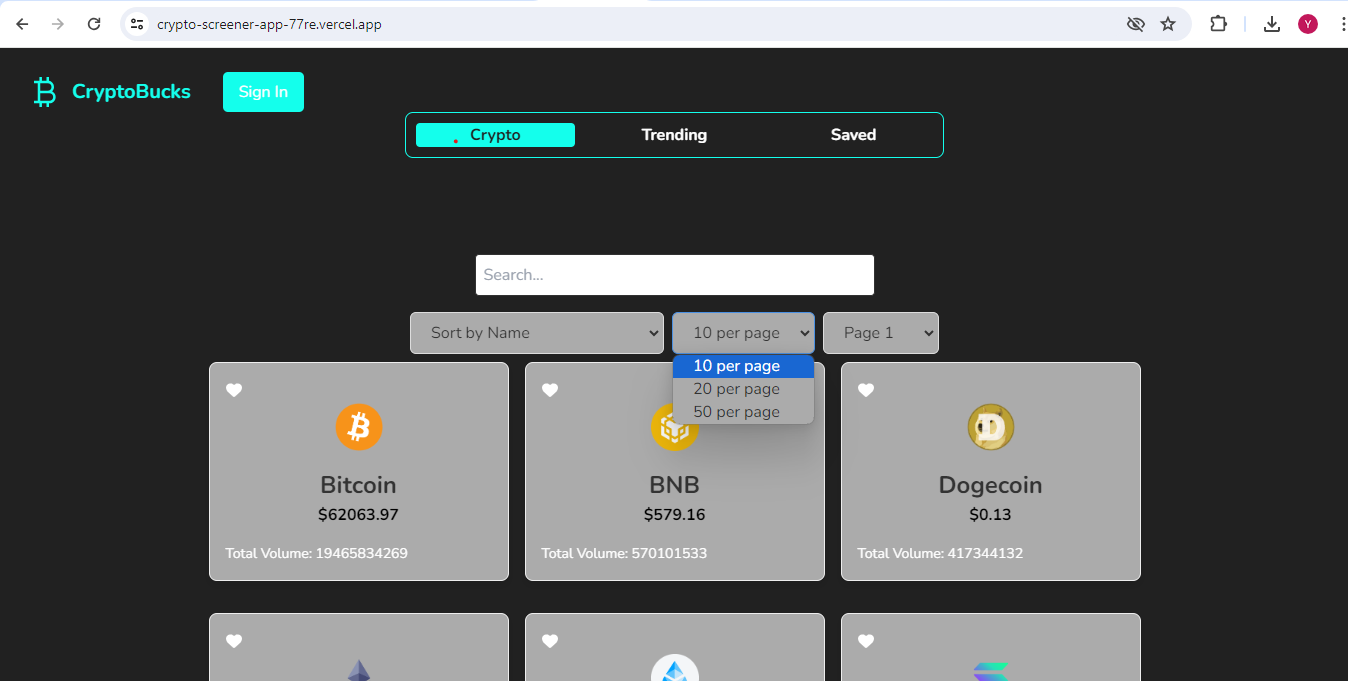 crypto-screener-app-77re.vercel.app
Y
CryptoBucks
Sign In
Crypto
Trending
Saved
Search...
Sort by Name
10 per page
Page 1
10 per page
20 per page
50 per page
Bitcoin
BNB
Dogecoin
$62063.97
$579.16
$0.13
Total Volume: 19465834269
Total Volume: 570101533
Total Volume: 417344132